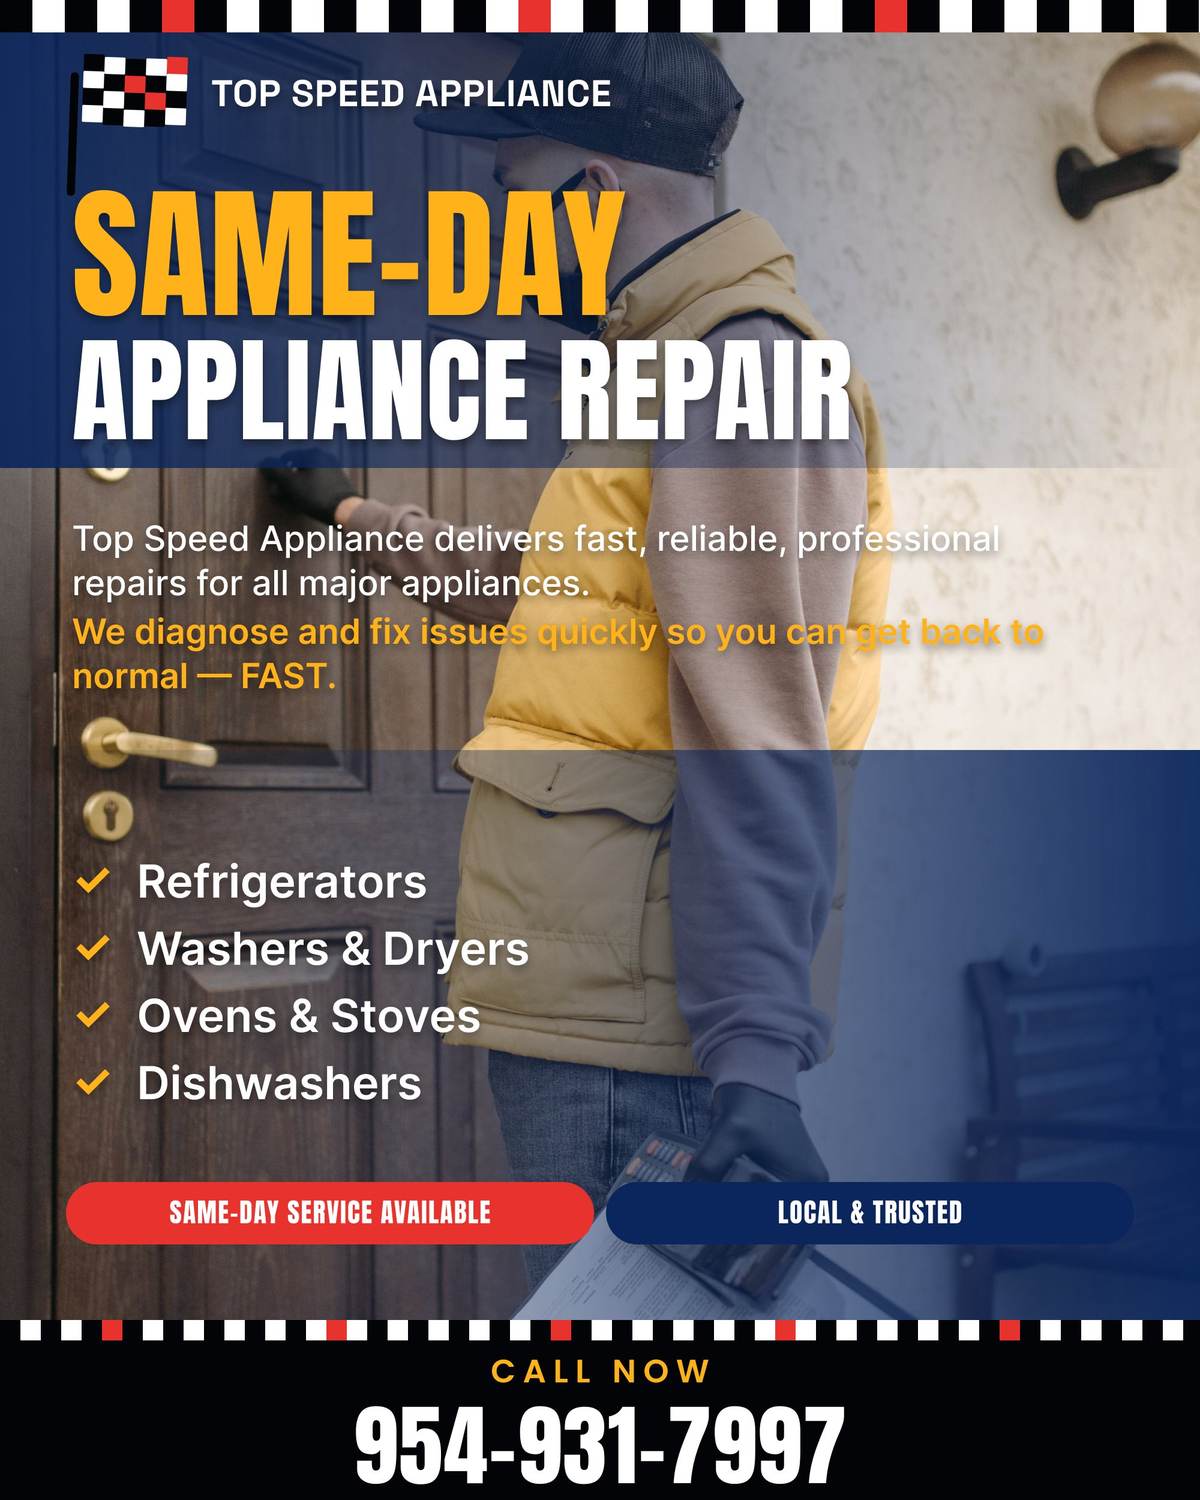 TOP SPEED APPLIANCE
SAME-DAY
APPLIANCE REPAIR
Top Speed Appliance delivers fast, reliable, professional
repairs for all major appliances.
We diagnose and fix issues quickly so you can get back to
normal — FAST.
Refrigerators
Washers & Dryers
Ovens & Stoves
Dishwashers
SAME-DAY SERVICE AVAILABLE
LOCAL & TRUSTED
CALL NOW
954-931-7997